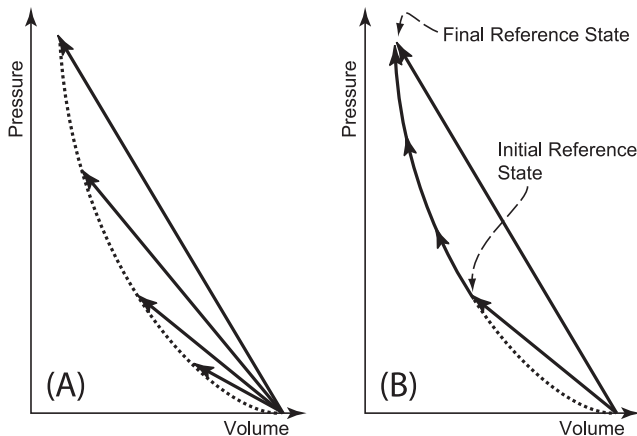 Pressure
(A)
Volume
Pressure
Final Reference State
Initial Reference
State
(B)
Volume